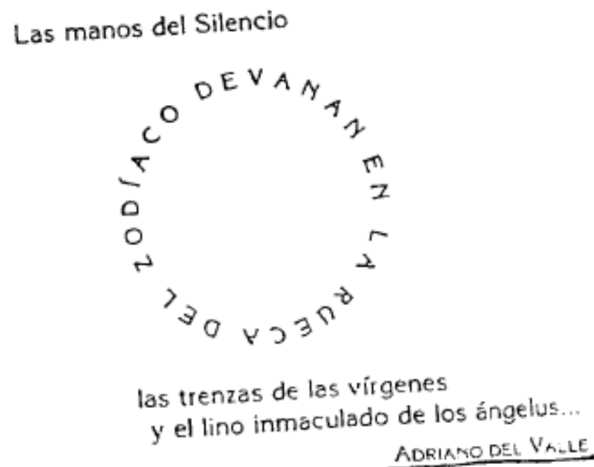 Las manos del Silencio
DEVANAN EN LA RUECA DEL ZODÍACO
las trenzas de las vírgenes
y el lino inmaculado de los ángelus...
ADRIANO DEL VALLE